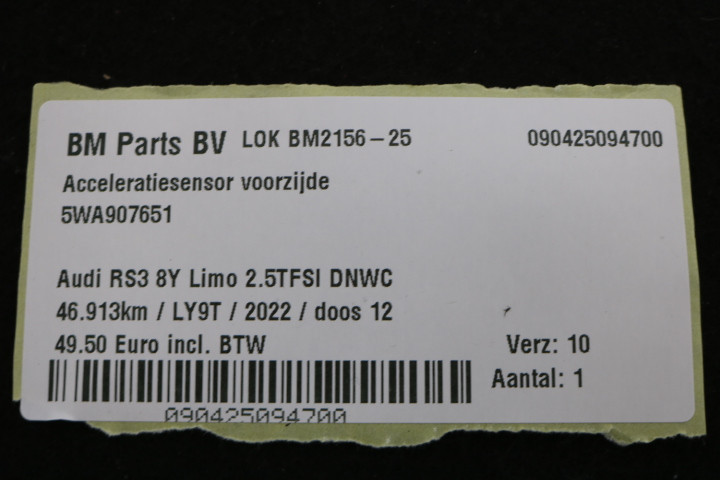 BM Parts BV LOK BM2156-25 090425094700
Acceleratiesensor voorzijde
5WA907651
Audi RS3 8Y Limo 2.5TFSI DNWC
46.913km / LY9T / 2022 / doos 12
49.50 Euro incl. BTW Verz: 10
Aantal: 1
090425094700